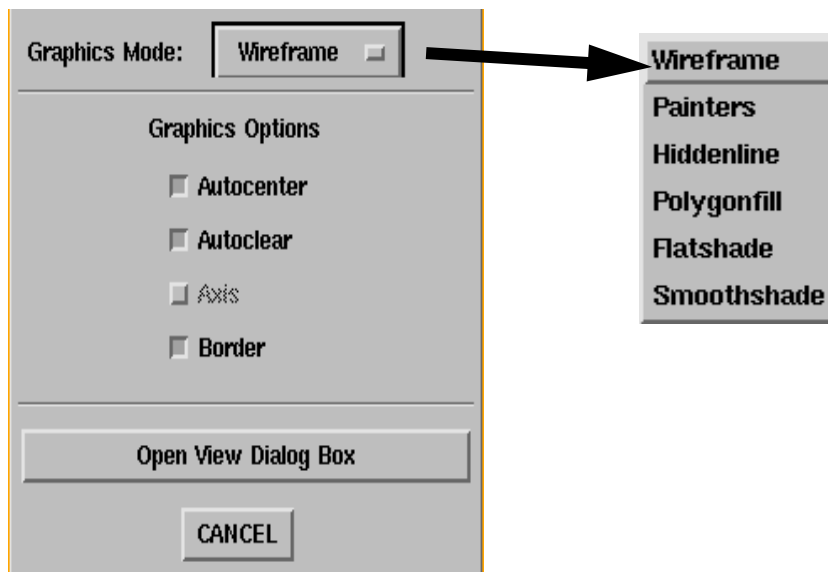 Graphics Mode: Wireframe
Graphics Options
Autocenter
Autoclear
Axis
Border
Open View Dialog Box
CANCEL
Wireframe
Painters
Hiddenline
Polygonfill
Flatshade
Smoothshade